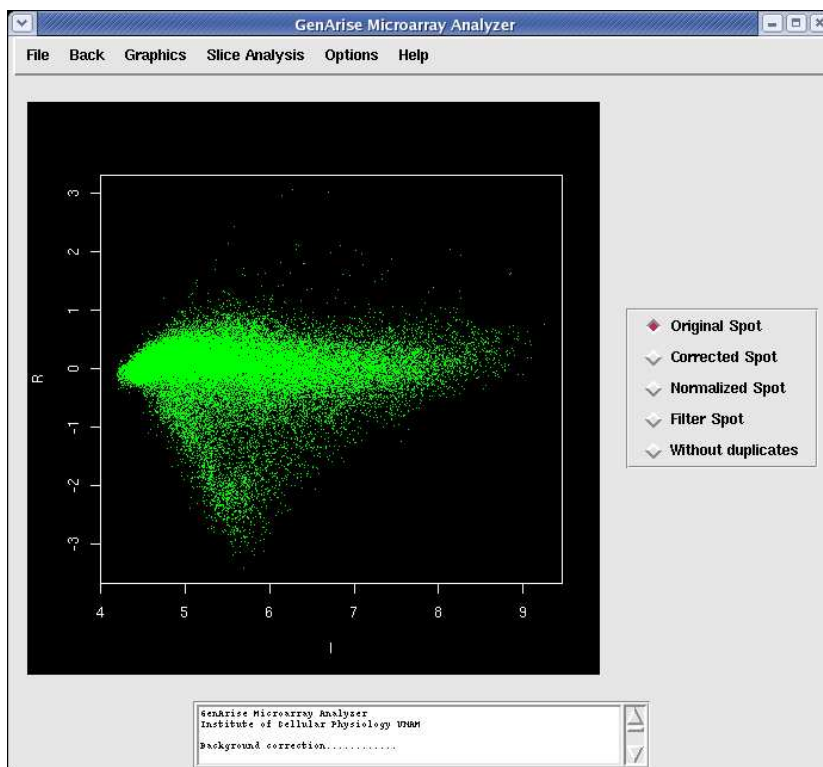 GenArise Microarray Analyzer
File Back Graphics Slice Analysis Options Help
3
2
1
0
-1
-2
-3
R
4 5 6 7 8 9
I
Original Spot
Corrected Spot
Normalized Spot
Filter Spot
Without duplicates
GenArise Microarray Analyzer
Institute of Cellular Physiology UNAM
Background correction............